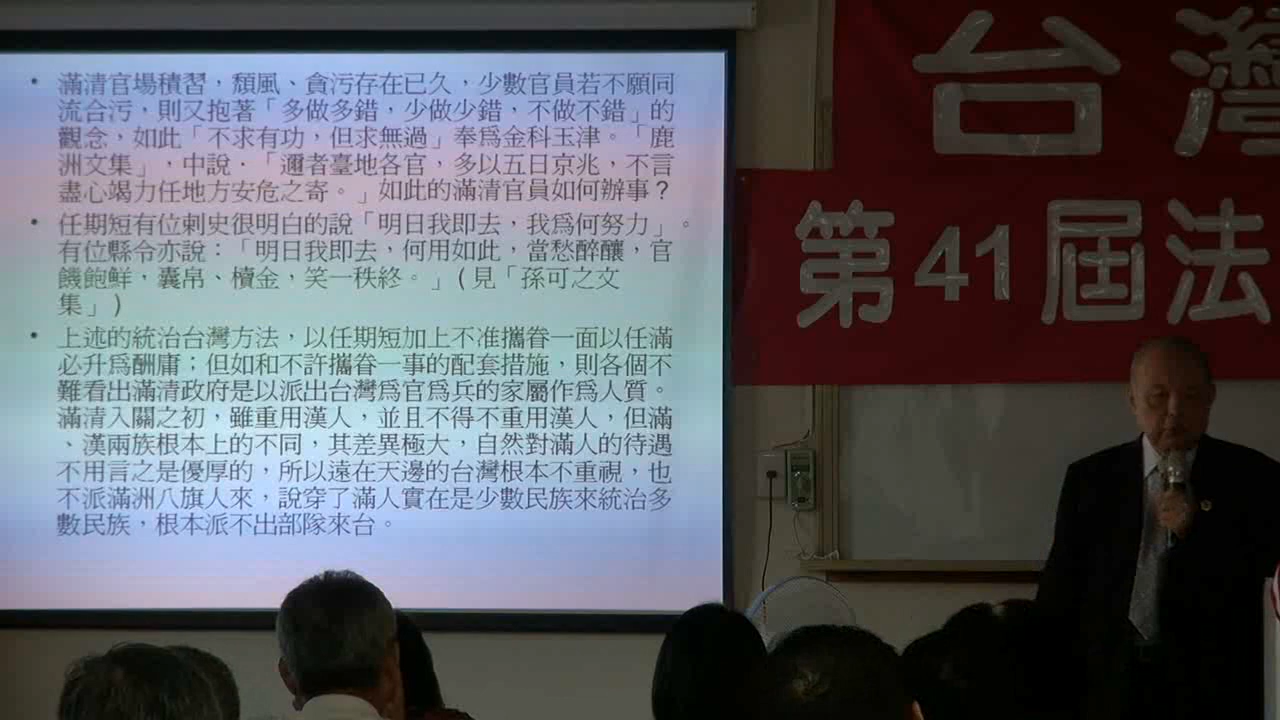 • 滿清官場積習，頹風、貪污存在已久，少數官員若不願同
流合污，則又抱著「多做多錯，少做少錯，不做不錯」的
觀念，如此「不求有功，但求無過」奉為金科玉津。「鹿
洲文集」，中說．「邇者臺地各官，多以五日京兆，不言
盡心竭力任地方安危之寄。」如此的滿清官員如何辦事？
• 任期短有位刺史很明白的說「明日我即去，我為何努力」。
有位縣令亦說：「明日我即去，何用如此，當愁醉釀，官
饑飽鮮，囊帛、櫝金，笑一秩終。」(見「孫可之文
集」)
• 上述的統治台灣方法，以任期短加上不准攜眷一面以任滿
必升為酬庸；但如和不許攜眷一事的配套措施，則各個不
難看出滿清政府是以派出台灣為官為兵的家屬作為人質。
滿清入關之初，雖重用漢人，並且不得不重用漢人，但滿
、漢兩族根本上的不同，其差異極大，自然對滿人的待遇
不用言之是優厚的，所以遠在天邊的台灣根本不重視，也
不派滿洲八旗人來，說穿了滿人實在是少數民族來統治多
數民族，根本派不出部隊來台。
台灣
第41屆法